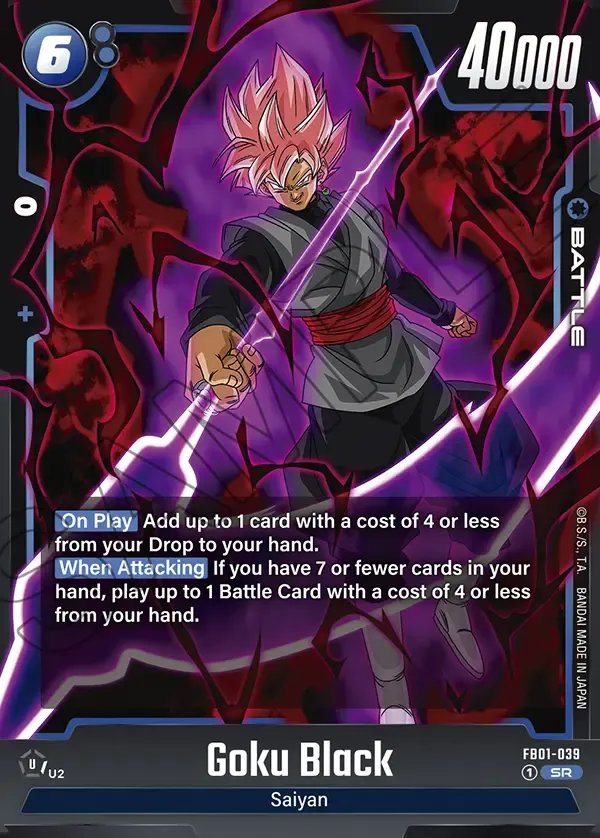 6
40000
0
+
BATTLE
On Play Add up to 1 card with a cost of 4 or less
from your Drop to your hand.
When Attacking If you have 7 or fewer cards in your
hand, play up to 1 Battle Card with a cost of 4 or less
from your hand.
©B.S./S., T.A. BANDAI MADE IN JAPAN
U/U2
Goku Black
FB01-039
1 SR
Saiyan
SAMPLE